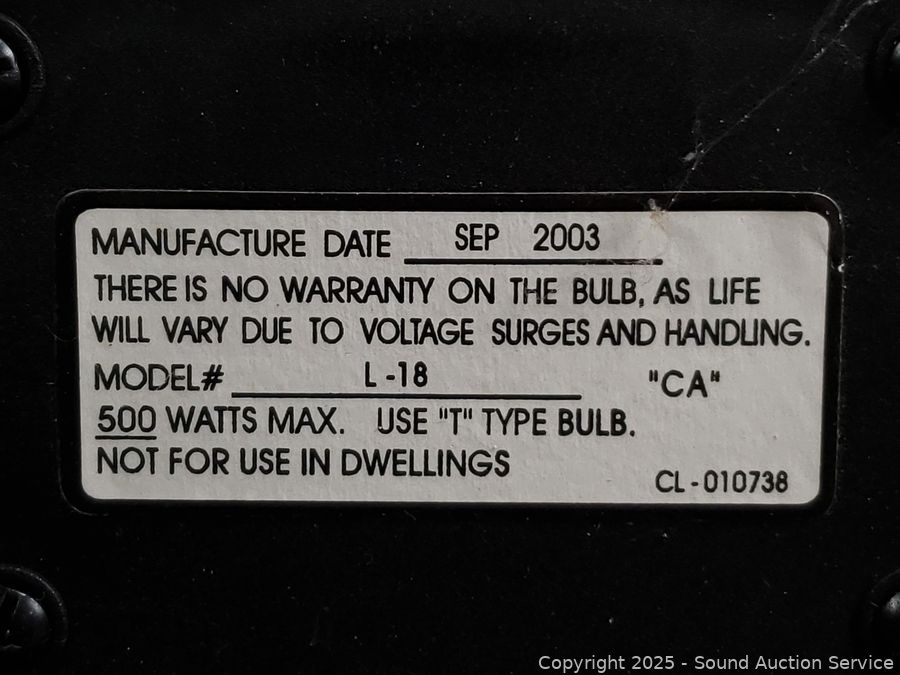 MANUFACTURE DATE SEP 2003
THERE IS NO WARRANTY ON THE BULB, AS LIFE
WILL VARY DUE TO VOLTAGE SURGES AND HANDLING.
MODEL# L-18 "CA"
500 WATTS MAX. USE "T" TYPE BULB.
NOT FOR USE IN DWELLINGS
CL-010738
Copyright 2025 - Sound Auction Service